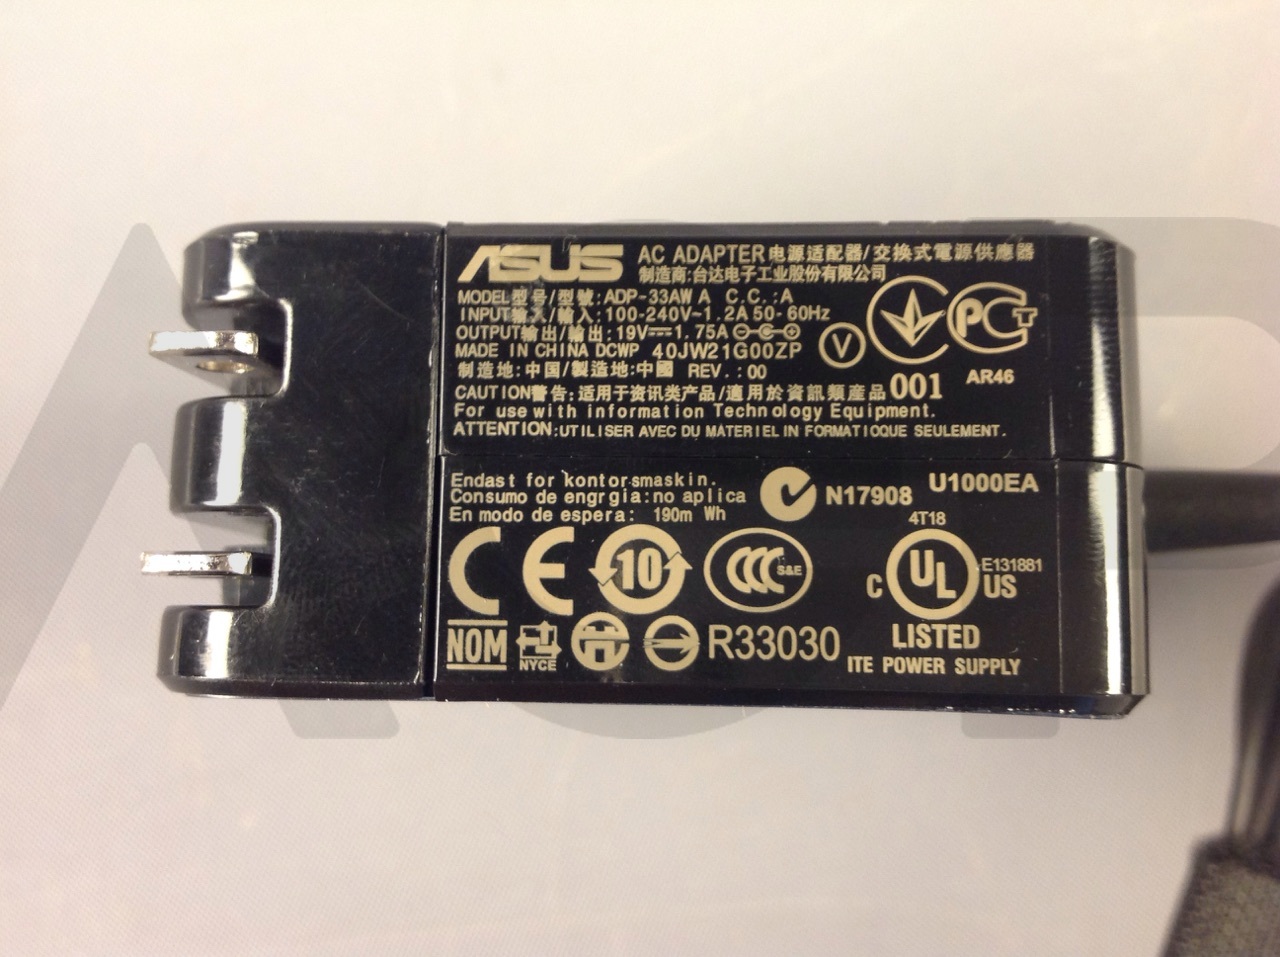 ASUS AC ADAPTER 电源适配器/交換式電源供應器
制造商:台达电子工业股份有限公司
MODEL型号/型號:ADP-33AW A C.C.:A
INPUT输入/輸入:100-240V~1.2A 50-60Hz
OUTPUT输出/輸出:19V⎓1.75A
MADE IN CHINA DCWP 40JW21G00ZP
V
PCT
制造地:中国/製造地:中國 REV.:00
AR46
CAUTION警告:适用于资讯类产品/適用於資訊類產品 001
For use with information Technology Equipment.
ATTENTION:UTILISER AVEC DU MATERIEL IN FORMATIOQUE SEULEMENT.
Endast for kontorsmaskin.
Consumo de engrgia:no aplica
En modo de espera: 190m Wh
N17908 U1000EA
4T18
CE 10 CCC S&E
C UL US E131881
LISTED
NOM NYCE R33030
ITE POWER SUPPLY